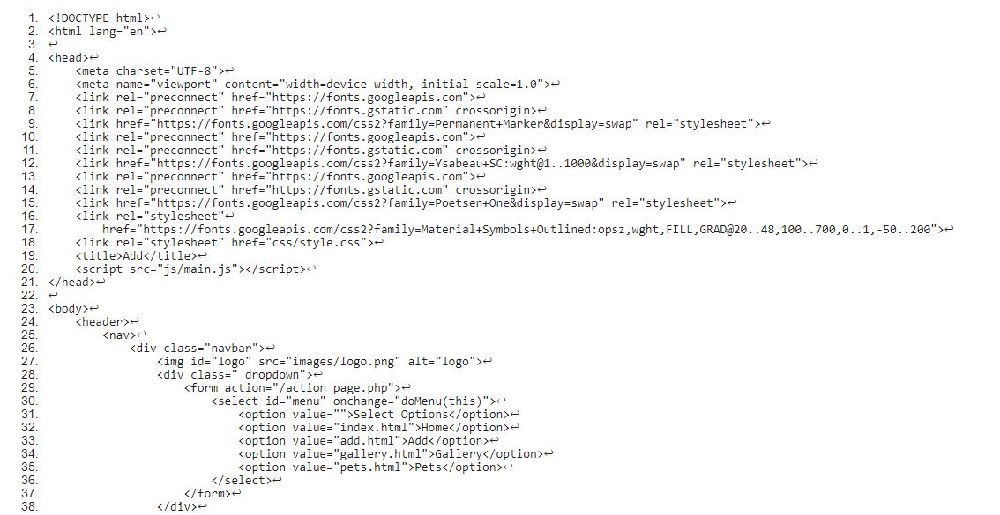 1. <!DOCTYPE html>↩
2. <html lang="en">↩
3. ↩
4. <head>↩
5.     <meta charset="UTF-8">↩
6.     <meta name="viewport" content="width=device-width, initial-scale=1.0">↩
7.     <link rel="preconnect" href="https://fonts.googleapis.com">↩
8.     <link rel="preconnect" href="https://fonts.gstatic.com" crossorigin>↩
9.     <link href="https://fonts.googleapis.com/css2?family=Permanent+Marker&display=swap" rel="stylesheet">↩
10.     <link rel="preconnect" href="https://fonts.googleapis.com">↩
11.     <link rel="preconnect" href="https://fonts.gstatic.com" crossorigin>↩
12.     <link href="https://fonts.googleapis.com/css2?family=Ysabeau+SC:wght@1..1000&display=swap" rel="stylesheet">↩
13.     <link rel="preconnect" href="https://fonts.googleapis.com">↩
14.     <link rel="preconnect" href="https://fonts.gstatic.com" crossorigin>↩
15.     <link href="https://fonts.googleapis.com/css2?family=Poetsen+One&display=swap" rel="stylesheet">↩
16.     <link rel="stylesheet"↩
17.         href="https://fonts.googleapis.com/css2?family=Material+Symbols+Outlined:opsz,wght,FILL,GRAD@20..48,100..700,0..1,-50..200">↩
18.     <link rel="stylesheet" href="css/style.css">↩
19.     <title>Add</title>↩
20.     <script src="js/main.js"></script>↩
21. </head>↩
22. ↩
23. <body>↩
24.     <header>↩
25.         <nav>↩
26.             <div class="navbar">↩
27.                 <img id="logo" src="images/logo.png" alt="logo">↩
28.                 <div class=" dropdown">↩
29.                     <form action="/action_page.php">↩
30.                         <select id="menu" onchange="doMenu(this)">↩
31.                             <option value="">Select Options</option>↩
32.                             <option value="index.html">Home</option>↩
33.                             <option value="add.html">Add</option>↩
34.                             <option value="gallery.html">Gallery</option>↩
35.                             <option value="pets.html">Pets</option>↩
36.                         </select>↩
37.                     </form>↩
38.                 </div>↩